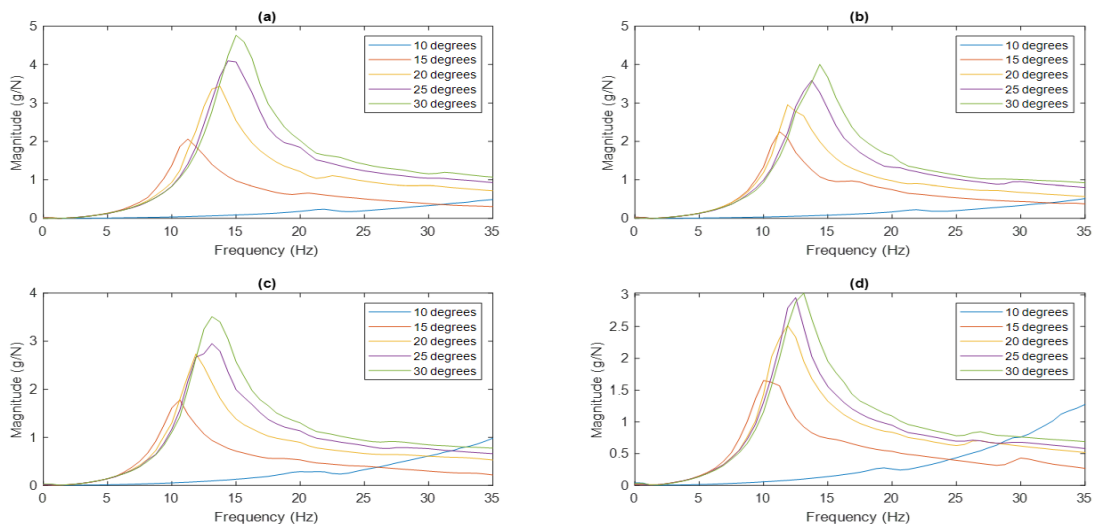 (a)
5
4
3
2
1
0
Magnitude (g/N)
10 degrees
15 degrees
20 degrees
25 degrees
30 degrees
0 5 10 15 20 25 30 35
Frequency (Hz)
(b)
5
4
3
2
1
0
Magnitude (g/N)
10 degrees
15 degrees
20 degrees
25 degrees
30 degrees
0 5 10 15 20 25 30 35
Frequency (Hz)
(c)
4
3
2
1
0
Magnitude (g/N)
10 degrees
15 degrees
20 degrees
25 degrees
30 degrees
0 5 10 15 20 25 30 35
Frequency (Hz)
(d)
3
2.5
2
1.5
1
0.5
0
Magnitude (g/N)
10 degrees
15 degrees
20 degrees
25 degrees
30 degrees
0 5 10 15 20 25 30 35
Frequency (Hz)